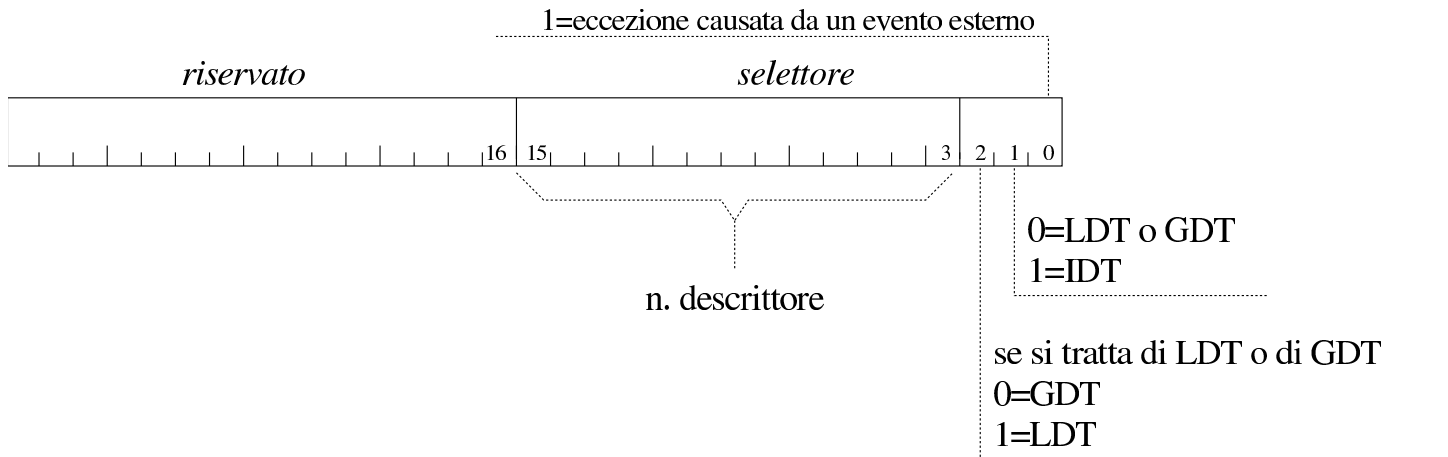 1=eccezione causata da un evento esterno
riservato selettore
16 15 3 2 1 0
0=LDT o GDT
1=IDT
n. descrittore
se si tratta di LDT o di GDT
0=GDT
1=LDT